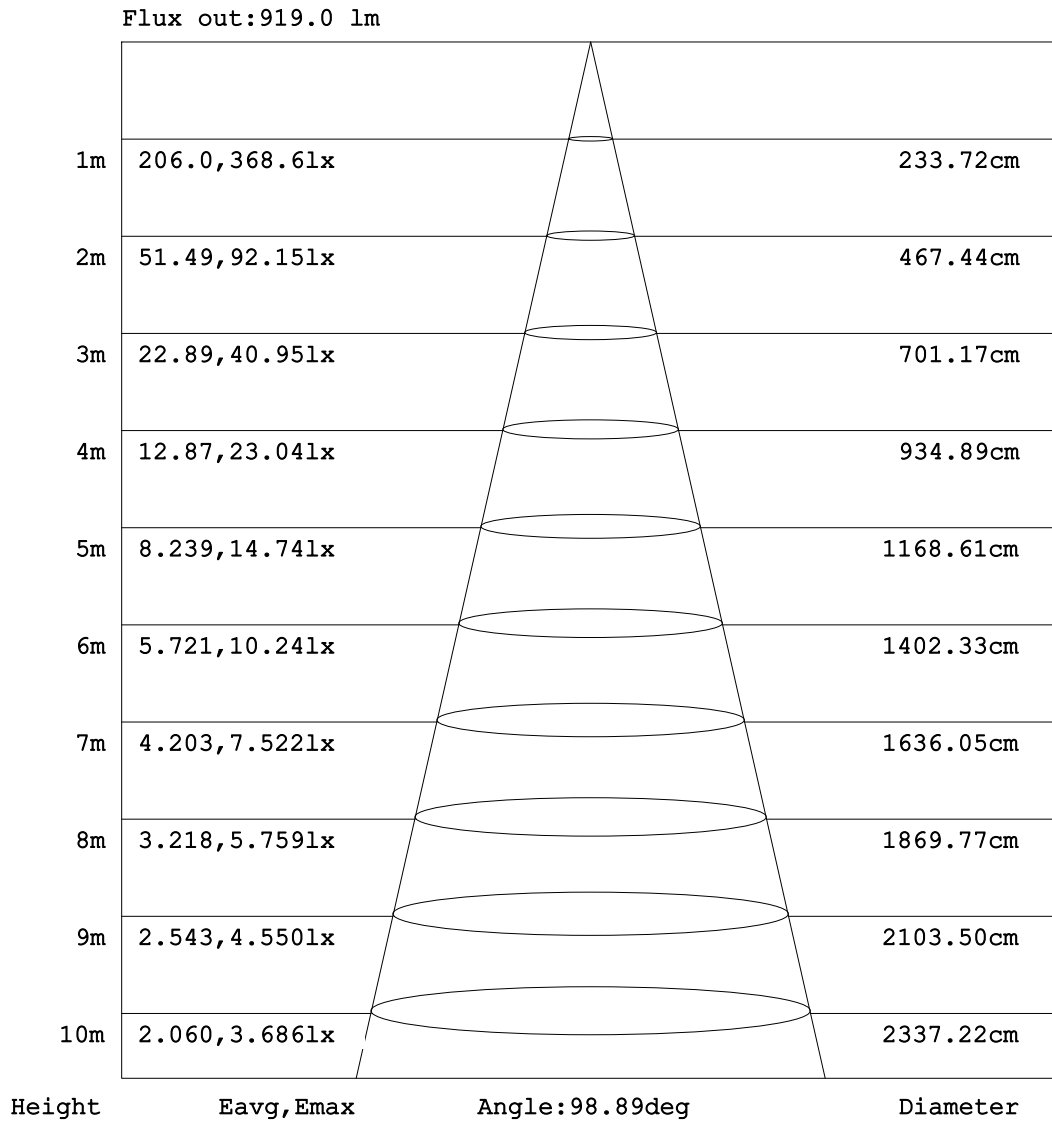 Flux out:919.0 lm
1m 206.0,368.6lx 233.72cm
2m 51.49,92.15lx 467.44cm
3m 22.89,40.95lx 701.17cm
4m 12.87,23.04lx 934.89cm
5m 8.239,14.74lx 1168.61cm
6m 5.721,10.24lx 1402.33cm
7m 4.203,7.522lx 1636.05cm
8m 3.218,5.759lx 1869.77cm
9m 2.543,4.550lx 2103.50cm
10m 2.060,3.686lx 2337.22cm
Height Eavg,Emax Angle:98.89deg Diameter